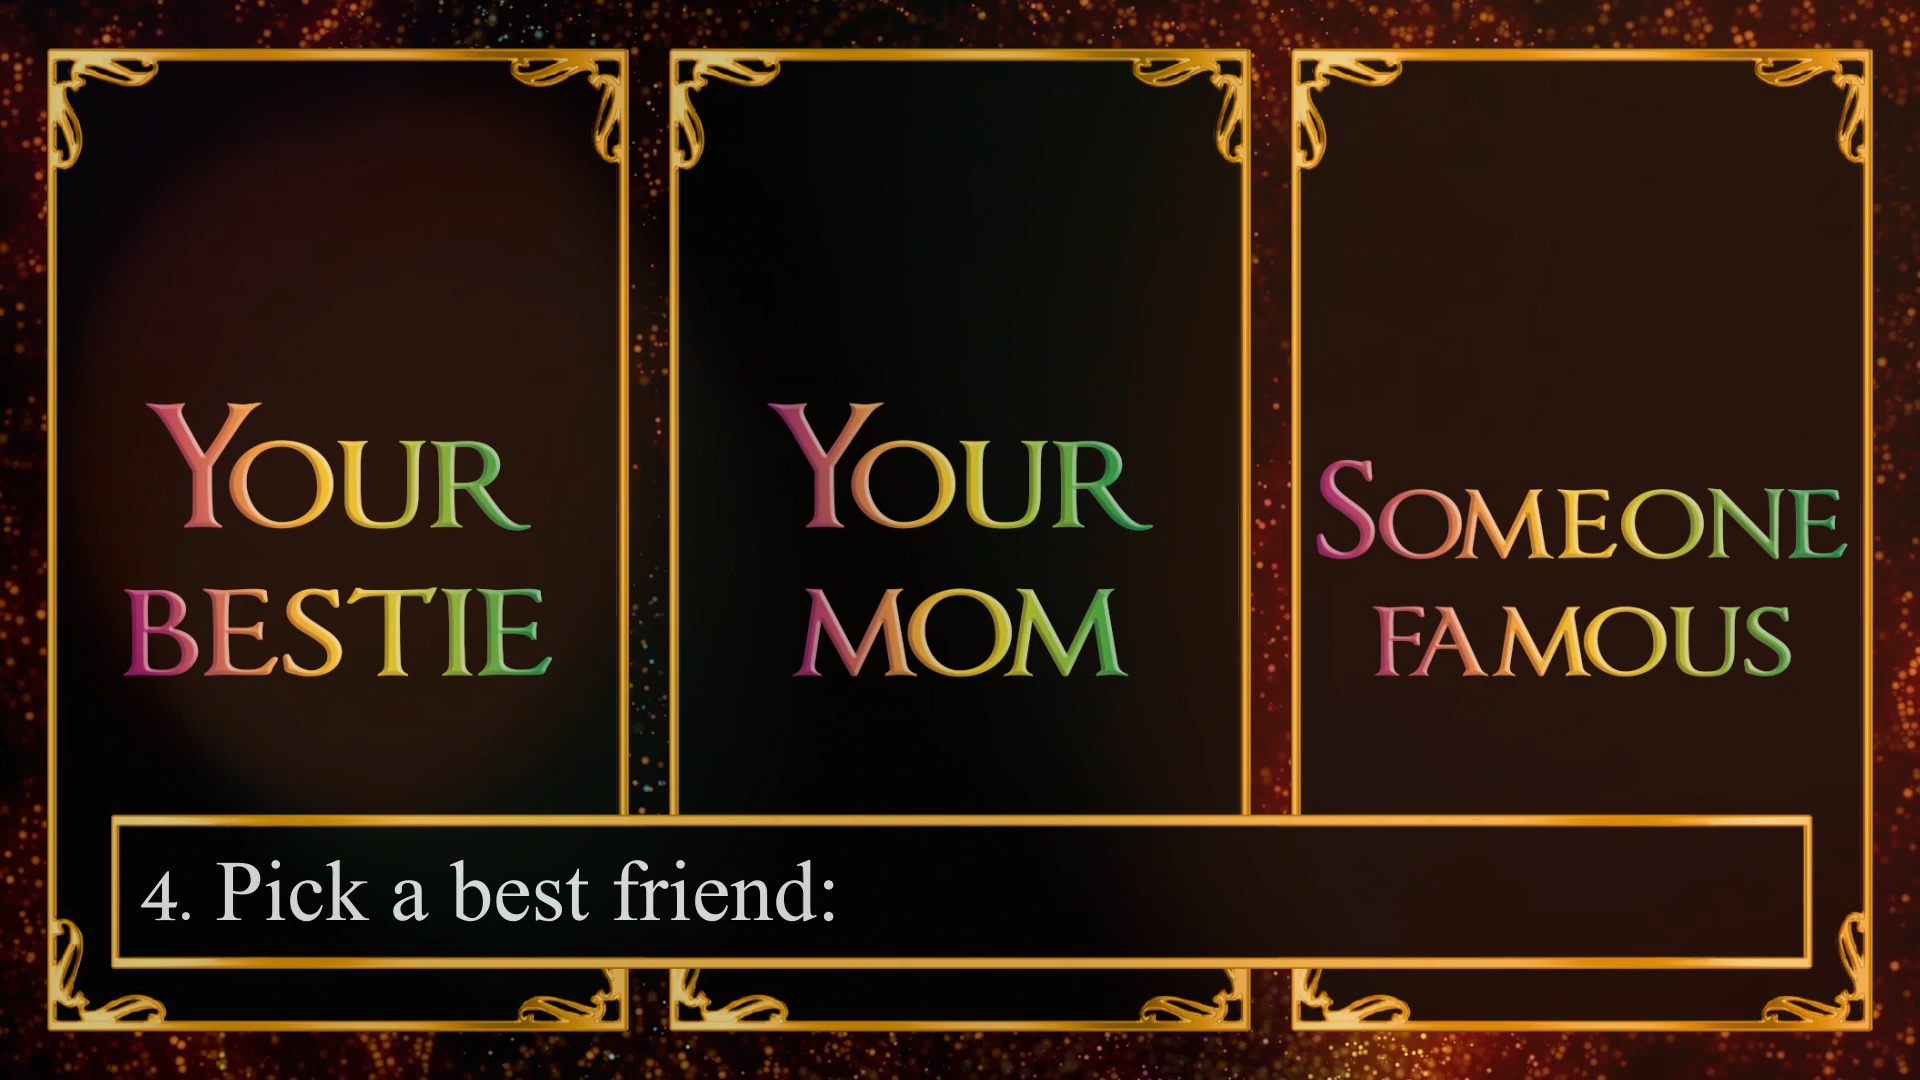 Your
bestie
Your
mom
Someone
famous
4. Pick a best friend: